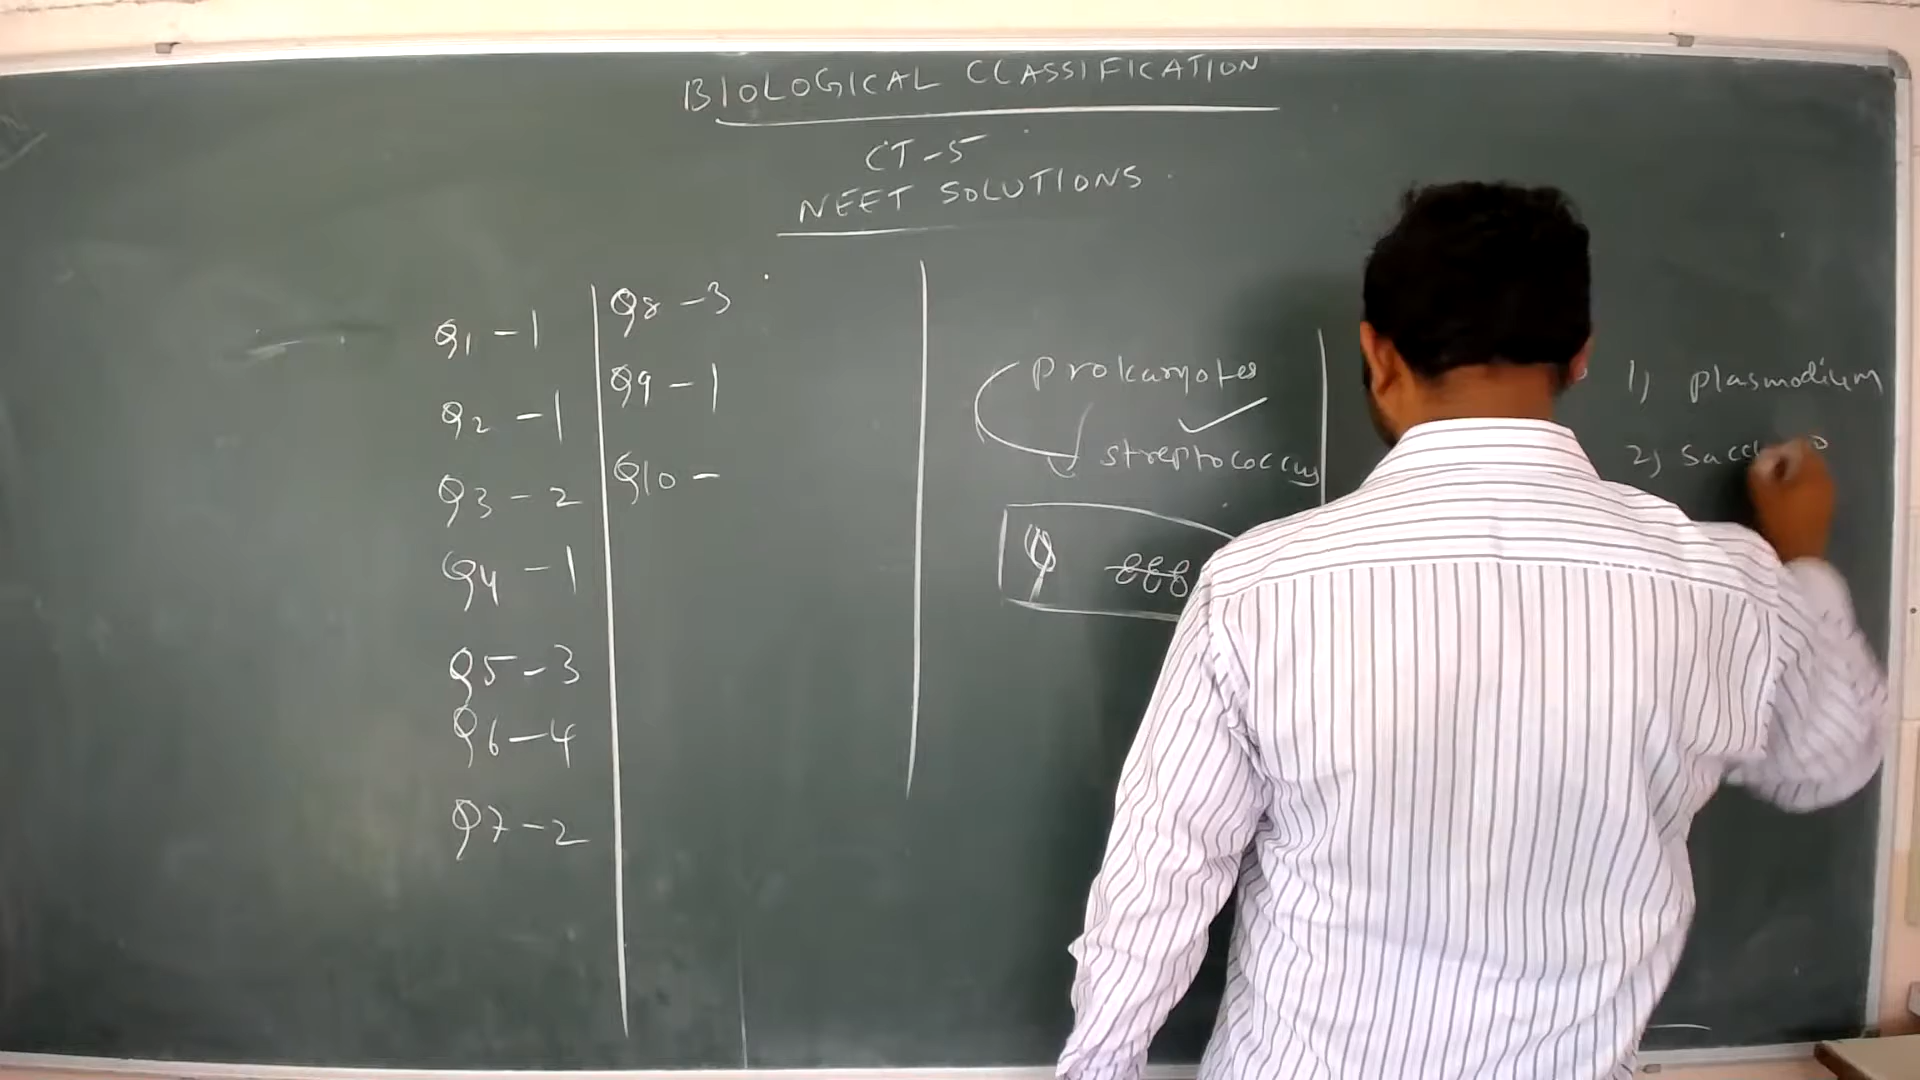 BIOLOGICAL CLASSIFICATION
CT-5
NEET SOLUTIONS
Q1 - 1
Q2 - 1
Q3 - 2
Q4 - 1
Q5 - 3
Q6 - 4
Q7 - 2
Q8 - 3
Q9 - 1
Q10 -
Prokaryotes
streptococcus
1) plasmodium
2)